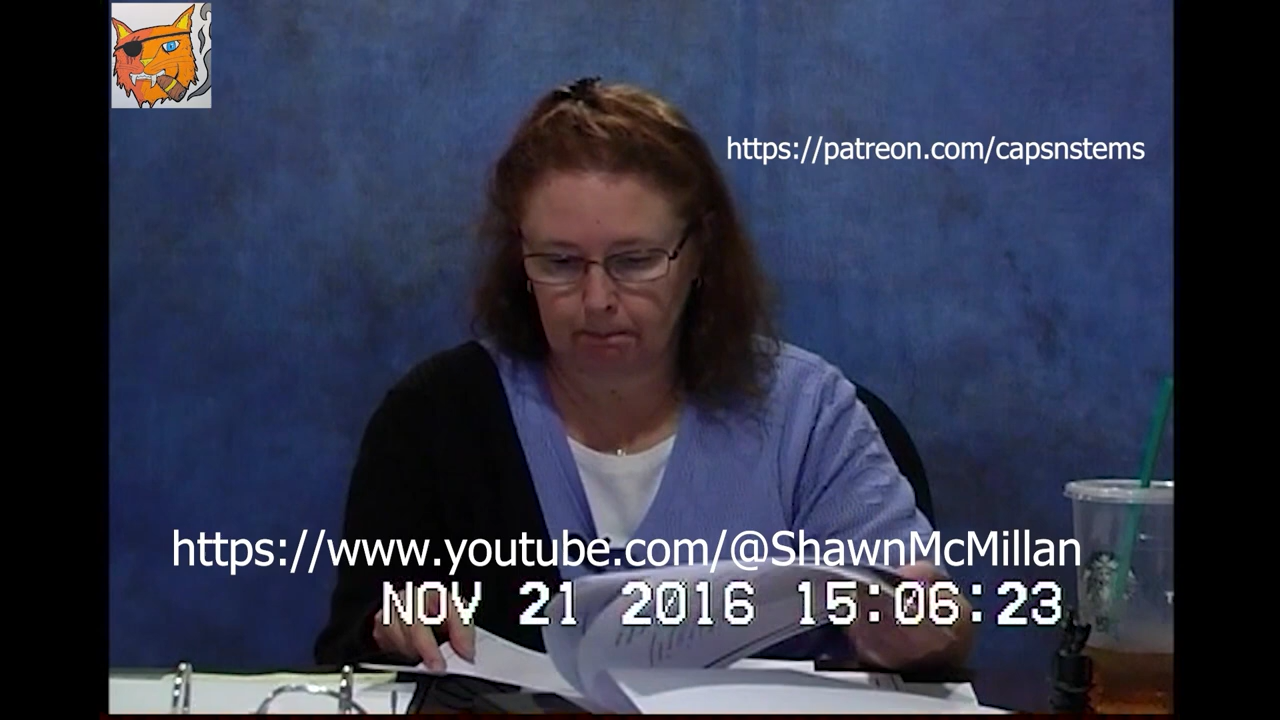 https://patreon.com/capsnstems
https://www.youtube.com/@ShawnMcMillan
NOV 21 2016 15:06:23